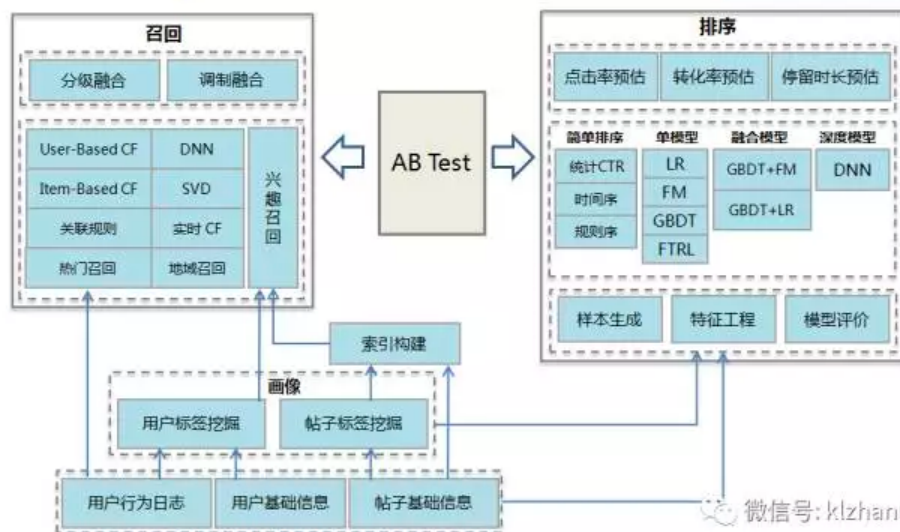 召回
分级融合
调制融合
User-Based CF
DNN
Item-Based CF
SVD
关联规则
实时 CF
热门召回
地域召回
兴趣召回
AB Test
排序
点击率预估
转化率预估
停留时长预估
简单排序
单模型
融合模型
深度模型
统计CTR
时间序
规则序
LR
FM
GBDT
FTRL
GBDT+FM
GBDT+LR
DNN
样本生成
特征工程
模型评价
索引构建
画像
用户标签挖掘
帖子标签挖掘
用户行为日志
用户基础信息
帖子基础信息
微信号: klzhan